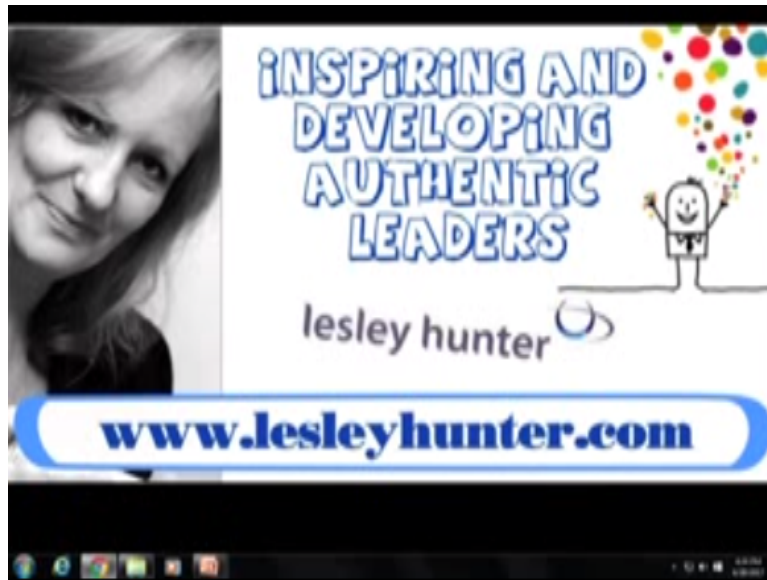 INSPIRING AND
DEVELOPING
AUTHENTIC
LEADERS
lesley hunter
www.lesleyhunter.com